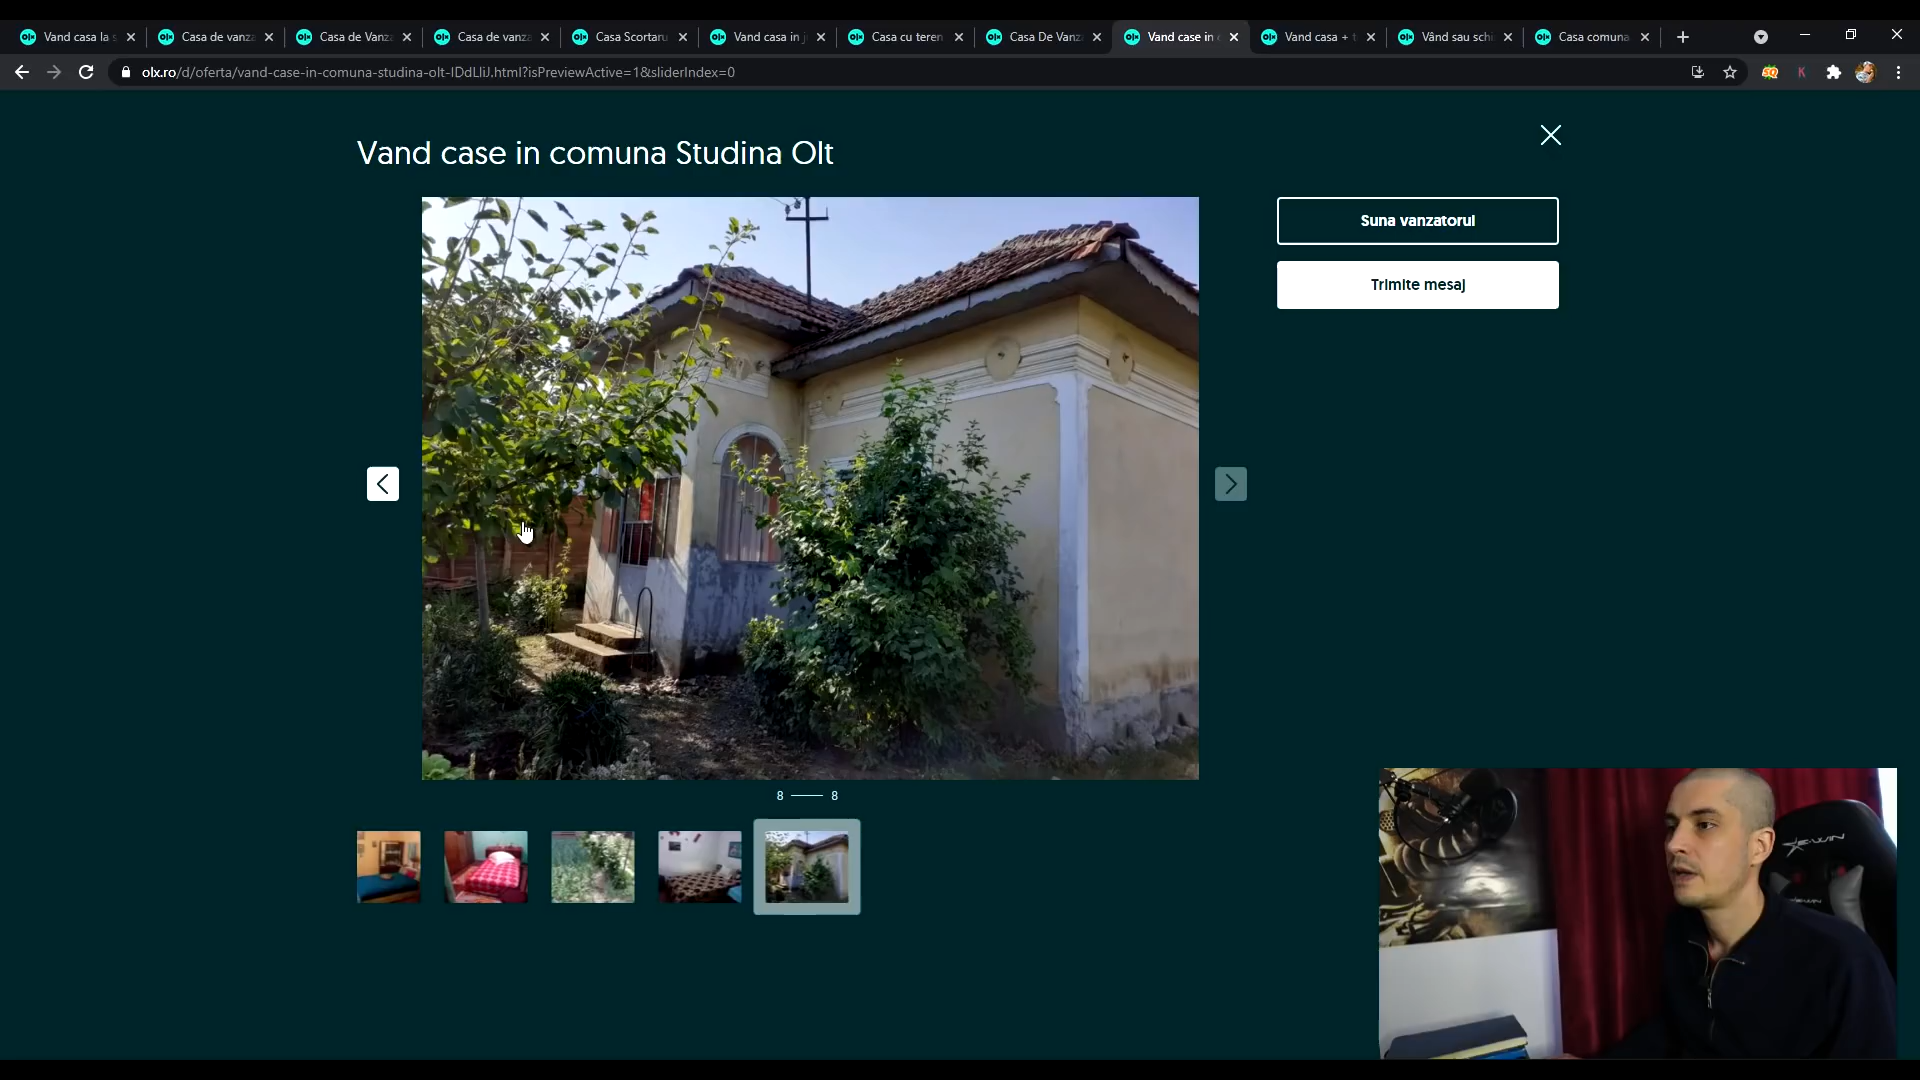 Vand casa la s
Casa de vanza
Casa de Vanz
Casa de vanz
Casa Scortaru
Vand casa in j
Casa cu teren
Casa De Vanz
Vand case in
Vand casa + t
Vând sau schi
Casa comuna
olx.ro/d/oferta/vand-case-in-comuna-studina-olt-IDdLliJ.html?isPreviewActive=1&sliderIndex=0
Vand case in comuna Studina Olt
Suna vanzatorul
Trimite mesaj
8 — 8
EWIN